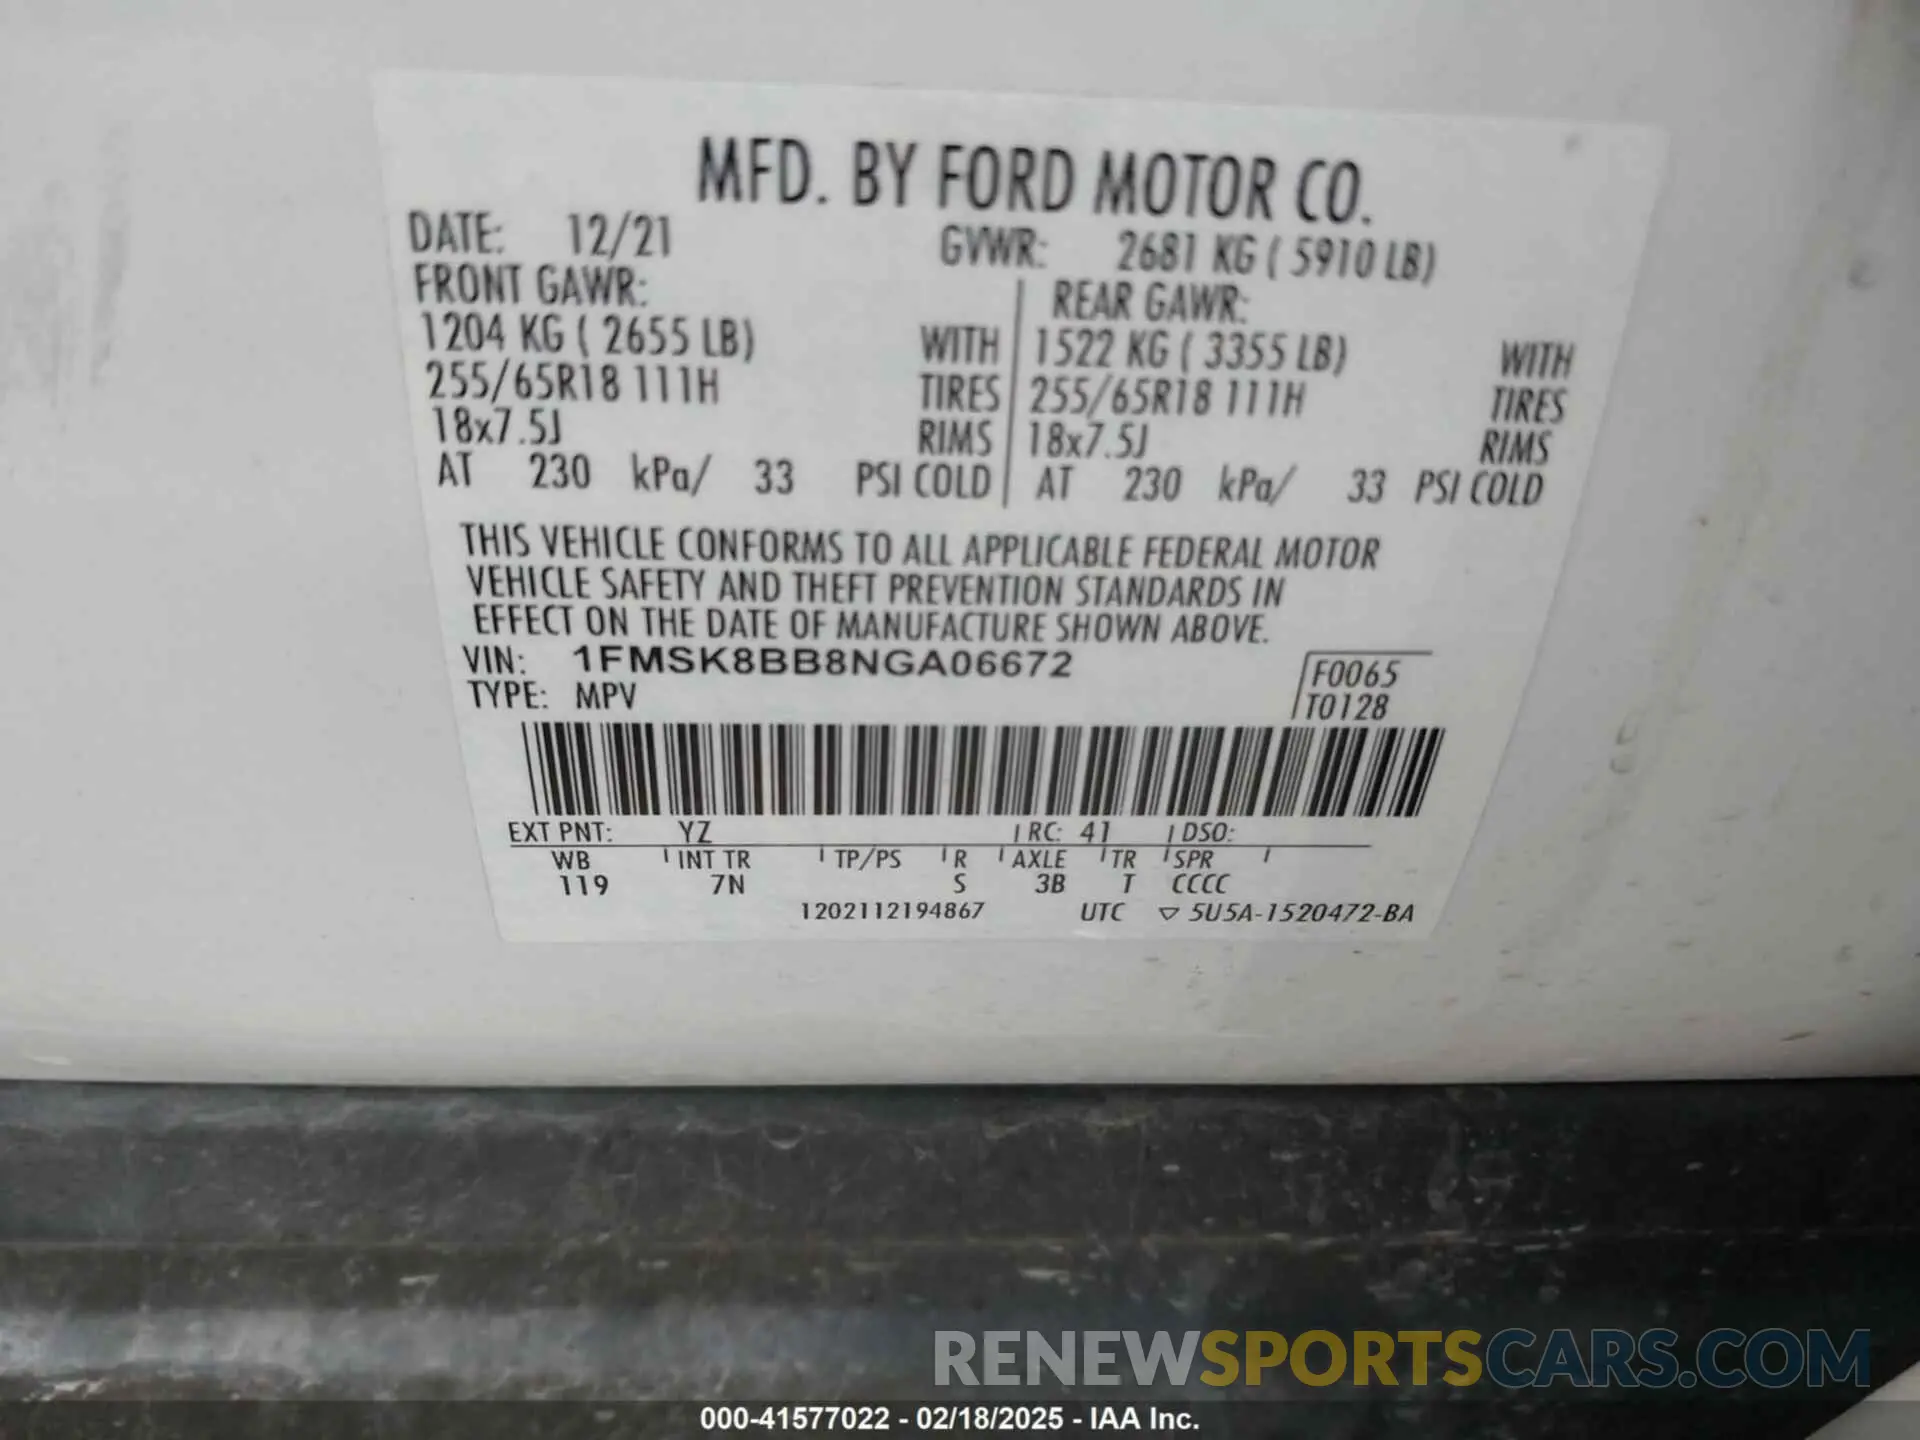 MFD. BY FORD MOTOR CO.
DATE: 12/21 GVWR: 2681 KG ( 5910 LB)
FRONT GAWR: REAR GAWR:
1204 KG ( 2655 LB) WITH 1522 KG ( 3355 LB) WITH
255/65R18 111H TIRES 255/65R18 111H TIRES
18x7.5J RIMS 18x7.5J RIMS
AT 230 kPa/ 33 PSI COLD AT 230 kPa/ 33 PSI COLD
THIS VEHICLE CONFORMS TO ALL APPLICABLE FEDERAL MOTOR
VEHICLE SAFETY AND THEFT PREVENTION STANDARDS IN
EFFECT ON THE DATE OF MANUFACTURE SHOWN ABOVE.
VIN: 1FMSK8BB8NGA06672 F0065
TYPE: MPV T0128
EXT PNT: YZ RC: 41 DSO:
WB INT TR TP/PS R AXLE TR SPR
119 7N S 3B T CCCC
1202112194867 UTC ▽ 5U5A-1520472-BA
RENEWSPORTSCARS.COM
000-41577022 - 02/18/2025 - IAA Inc.